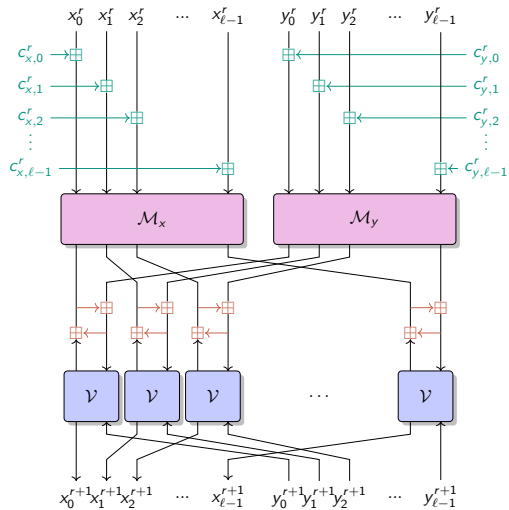 x_0^r x_1^r x_2^r ... x_{ℓ−1}^r y_0^r y_1^r y_2^r ... y_{ℓ−1}^r
c_{x,0}^r c_{y,0}^r
c_{x,1}^r c_{y,1}^r
c_{x,2}^r c_{y,2}^r
⋮ ⋮
c_{x,ℓ−1}^r c_{y,ℓ−1}^r
ℳ_x ℳ_y
𝒱 𝒱 𝒱 ... 𝒱
x_0^{r+1} x_1^{r+1} x_2^{r+1} ... x_{ℓ−1}^{r+1} y_0^{r+1} y_1^{r+1} y_2^{r+1} ... y_{ℓ−1}^{r+1}